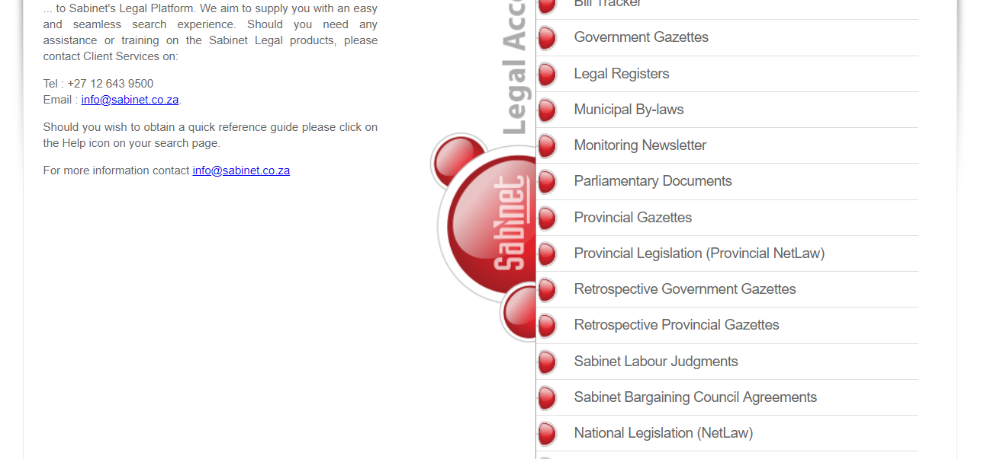 ... to Sabinet's Legal Platform. We aim to supply you with an easy
and seamless search experience. Should you need any
assistance or training on the Sabinet Legal products, please
contact Client Services on:
Tel : +27 12 643 9500
Email : info@sabinet.co.za.
Should you wish to obtain a quick reference guide please click on
the Help icon on your search page.
For more information contact info@sabinet.co.za
Legal Acco
Sabinet
Bill Tracker
Government Gazettes
Legal Registers
Municipal By-laws
Monitoring Newsletter
Parliamentary Documents
Provincial Gazettes
Provincial Legislation (Provincial NetLaw)
Retrospective Government Gazettes
Retrospective Provincial Gazettes
Sabinet Labour Judgments
Sabinet Bargaining Council Agreements
National Legislation (NetLaw)